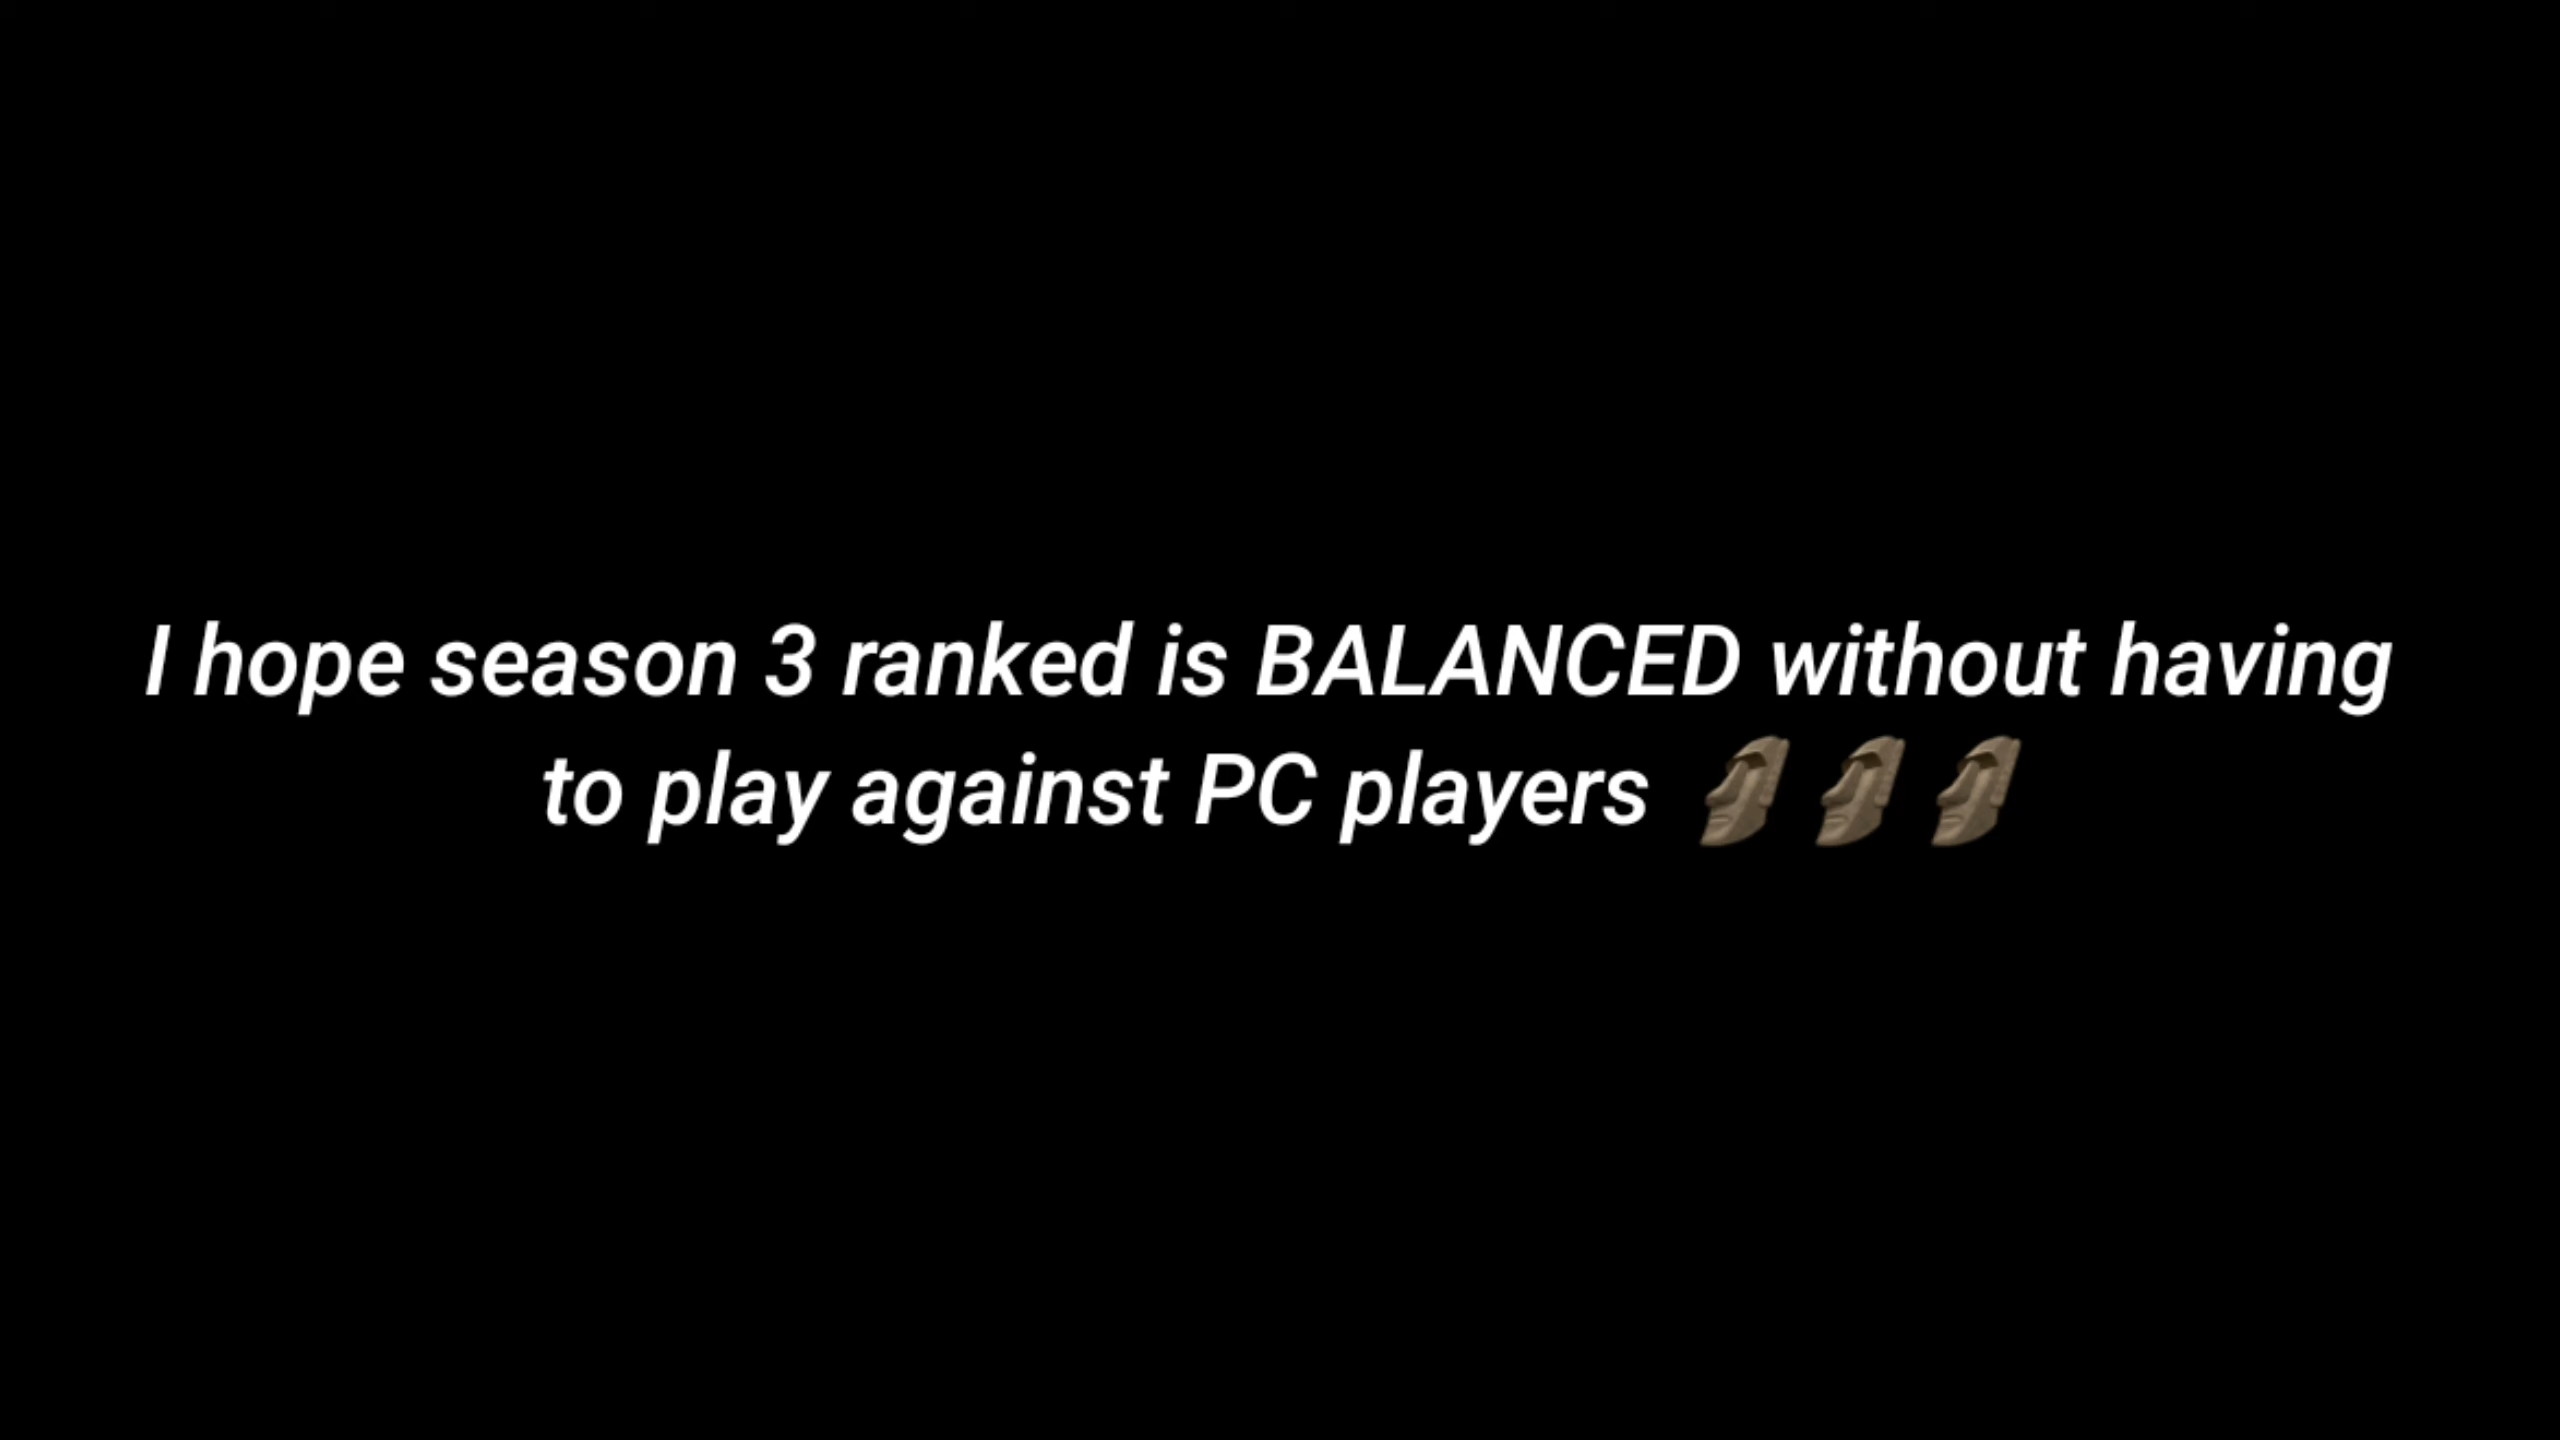 I hope season 3 ranked is BALANCED without having
to play against PC players 🗿🗿🗿